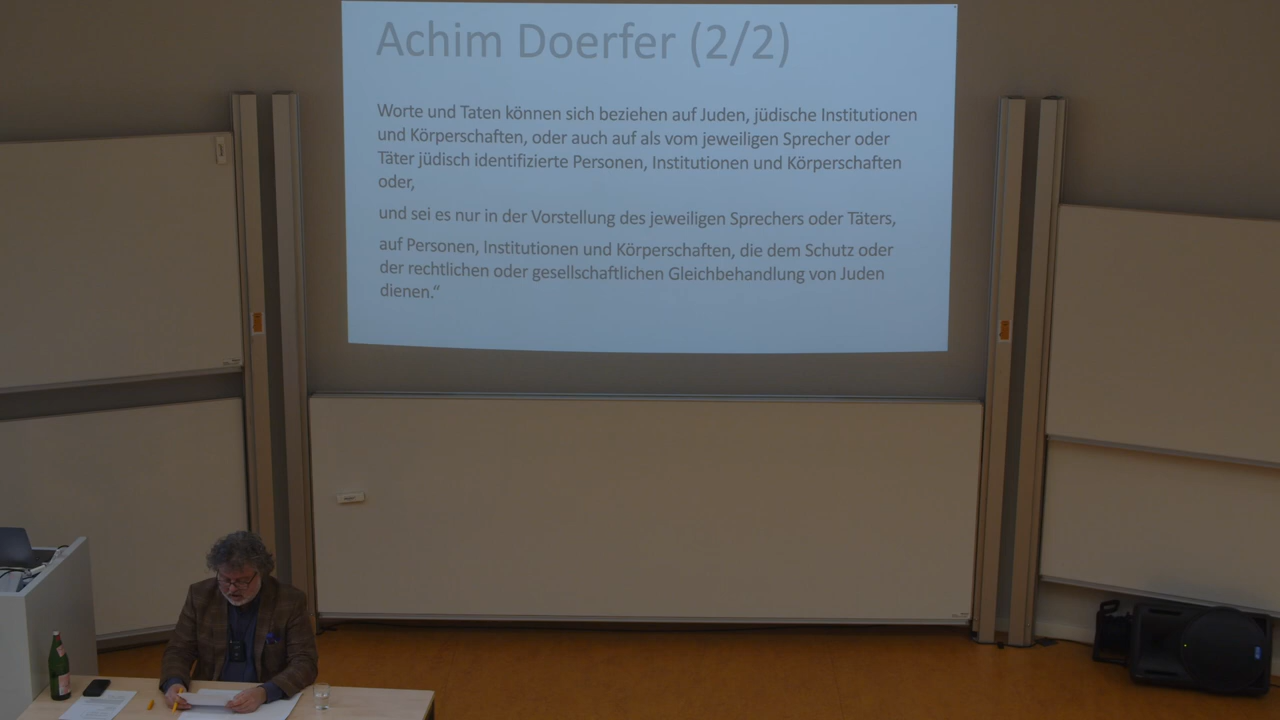 Achim Doerfer (2/2)
Worte und Taten können sich beziehen auf Juden, jüdische Institutionen
und Körperschaften, oder auch auf als vom jeweiligen Sprecher oder
Täter jüdisch identifizierte Personen, Institutionen und Körperschaften
oder,
und sei es nur in der Vorstellung des jeweiligen Sprechers oder Täters,
auf Personen, Institutionen und Körperschaften, die dem Schutz oder
der rechtlichen oder gesellschaftlichen Gleichbehandlung von Juden
dienen.“